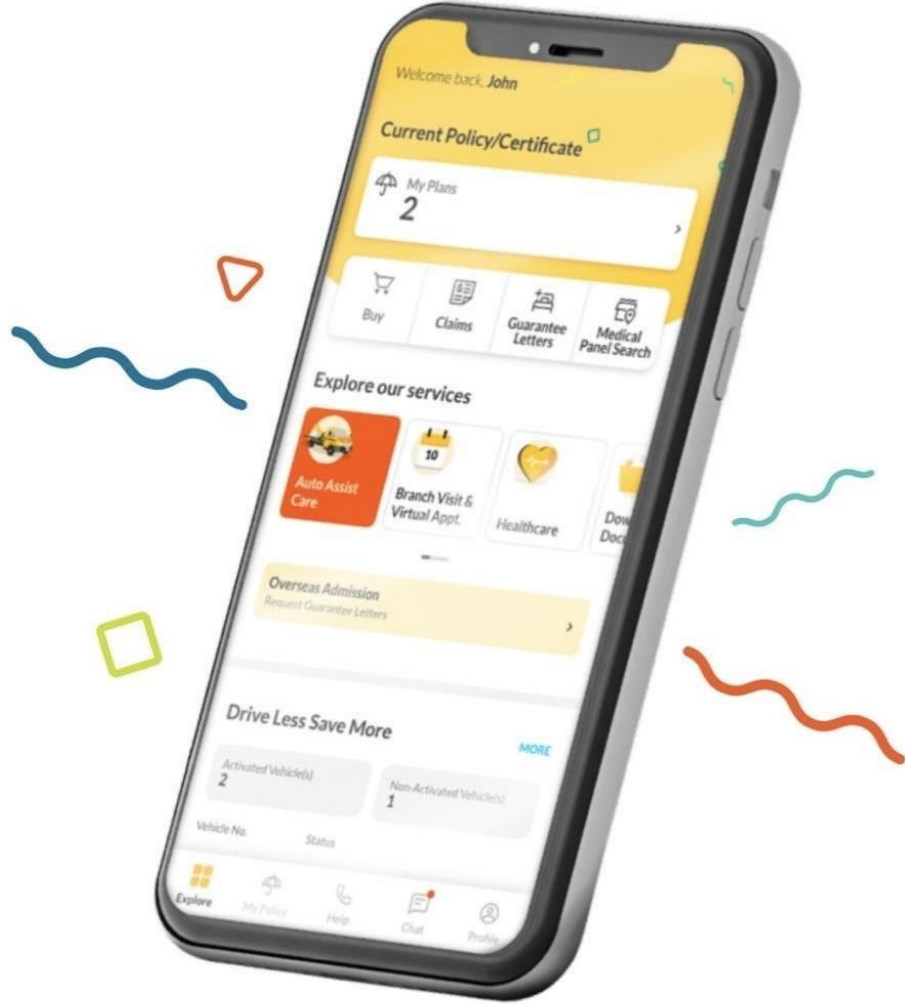 Welcome back, John
Current Policy/Certificate
My Plans
2
Buy
Claims
Guarantee
Letters
Medical
Panel Search
Explore our services
10
Auto Assist
Care
Branch Visit &
Virtual Appt.
Healthcare
Dow
Docu
Overseas Admission
Request Guarantee Letters
Drive Less Save More
MORE
Activated Vehicle(s)
2
Non-Activated Vehicle(s)
1
Vehicle No.
Status
Explore
My Policy
Help
Chat
Profile